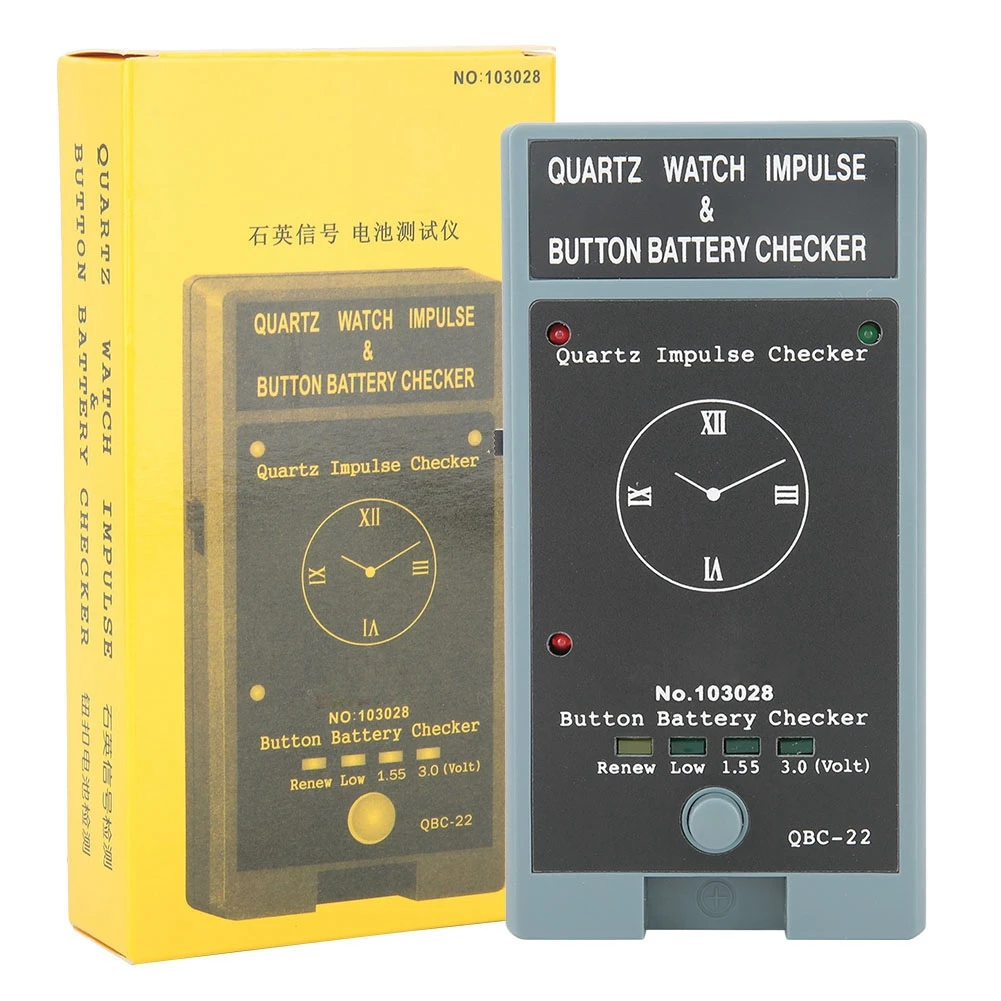 NO:103028
石英信号 电池测试仪
QUARTZ WATCH IMPULSE
&
BUTTON BATTERY CHECKER
Quartz Impulse Checker
XII
III
VI
IX
NO:103028
Button Battery Checker
Renew Low 1.55 3.0 (Volt)
QBC-22
QUARTZ WATCH IMPULSE 石英信号检测
&
BUTTON BATTERY CHECKER 钮扣电池检测
QUARTZ WATCH IMPULSE
&
BUTTON BATTERY CHECKER
Quartz Impulse Checker
XII
III
VI
IX
No.103028
Button Battery Checker
Renew Low 1.55 3.0 (Volt)
QBC-22
+